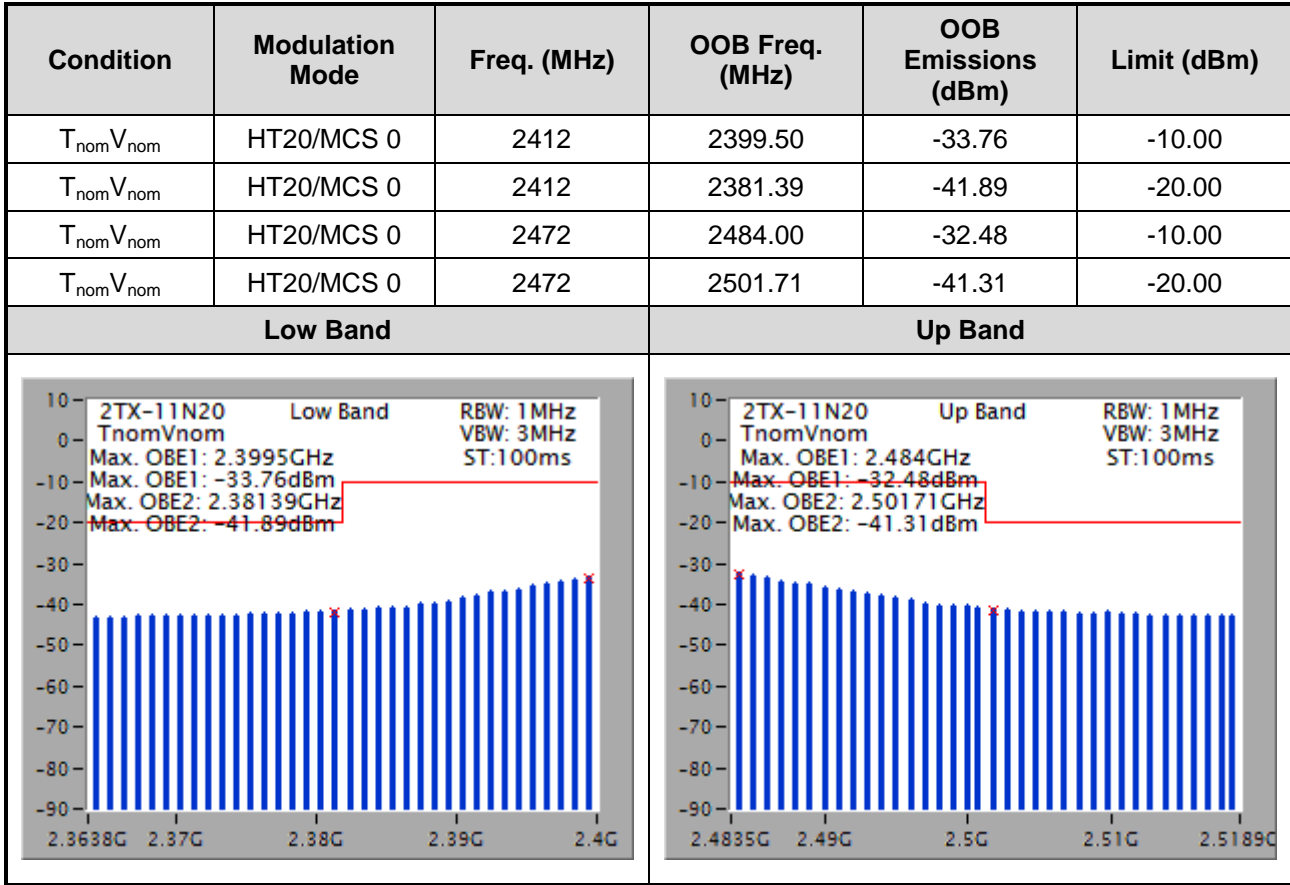 Condition Modulation Mode Freq. (MHz) OOB Freq. (MHz) OOB Emissions (dBm) Limit (dBm)
TnomVnom HT20/MCS 0 2412 2399.50 -33.76 -10.00
TnomVnom HT20/MCS 0 2412 2381.39 -41.89 -20.00
TnomVnom HT20/MCS 0 2472 2484.00 -32.48 -10.00
TnomVnom HT20/MCS 0 2472 2501.71 -41.31 -20.00
Low Band Up Band
2TX-11N20 Low Band RBW: 1MHz
TnomVnom VBW: 3MHz
Max. OBE1: 2.3995GHz ST:100ms
Max. OBE1: -33.76dBm
Max. OBE2: 2.38139GHz
Max. OBE2: -41.89dBm
10
0
-10
-20
-30
-40
-50
-60
-70
-80
-90
2.3638G 2.37G 2.38G 2.39G 2.4G
2TX-11N20 Up Band RBW: 1MHz
TnomVnom VBW: 3MHz
Max. OBE1: 2.484GHz ST:100ms
Max. OBE1: -32.48dBm
Max. OBE2: 2.50171GHz
Max. OBE2: -41.31dBm
10
0
-10
-20
-30
-40
-50
-60
-70
-80
-90
2.4835G 2.49G 2.5G 2.51G 2.5189G